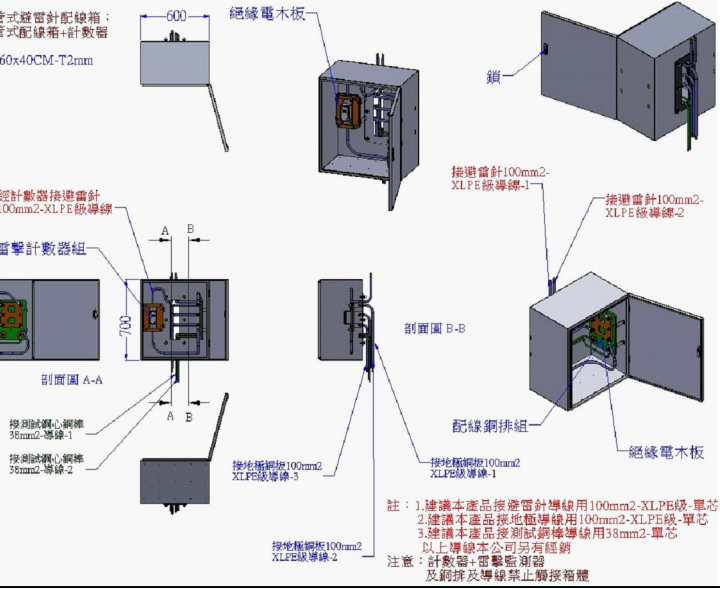 管式避雷針配線箱：
管式配線箱+計數器
60x40CM-T2mm
600
絕緣電木板
鎖
經計數器接避雷針
100mm2-XLPE級導線
雷擊計數器組
A B
700
A B
剖面圖 A-A
接測試銅心銅棒
38mm2-導線-1
接測試銅心銅棒
38mm2-導線-2
剖面圖 B-B
接地極銅板100mm2
XLPE級導線-3
接地極銅板100mm2
XLPE級導線-1
接地極銅板100mm2
XLPE級導線-2
接避雷針100mm2-
XLPE級導線-1
接避雷針100mm2-
XLPE級導線-2
配線銅排組
絕緣電木板
註：1.建議本產品接避雷針導線用100mm2-XLPE級-單芯
2.建議本產品接地極導線用100mm2-XLPE級-單芯
3.建議本產品接測試銅棒導線用38mm2-單芯
以上導線本公司另有經銷
注意：計數器+雷擊監測器
及銅排及導線禁止觸接箱體